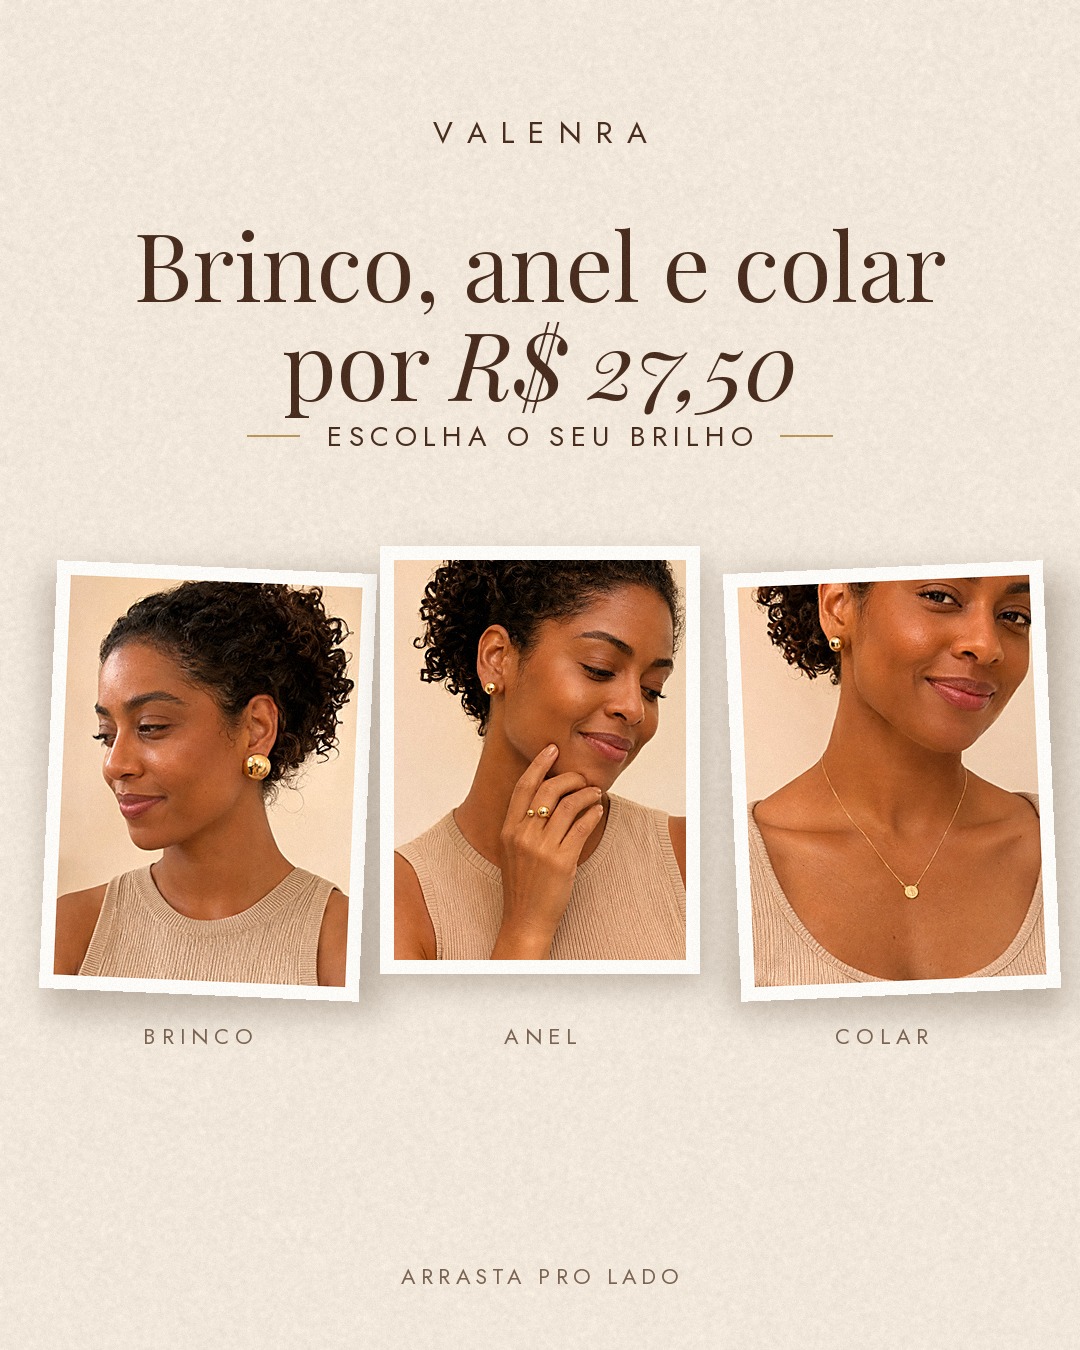 VALENRA
Brinco, anel e colar
por R$ 27,50
ESCOLHA O SEU BRILHO
BRINCO
ANEL
COLAR
ARRASTA PRO LADO